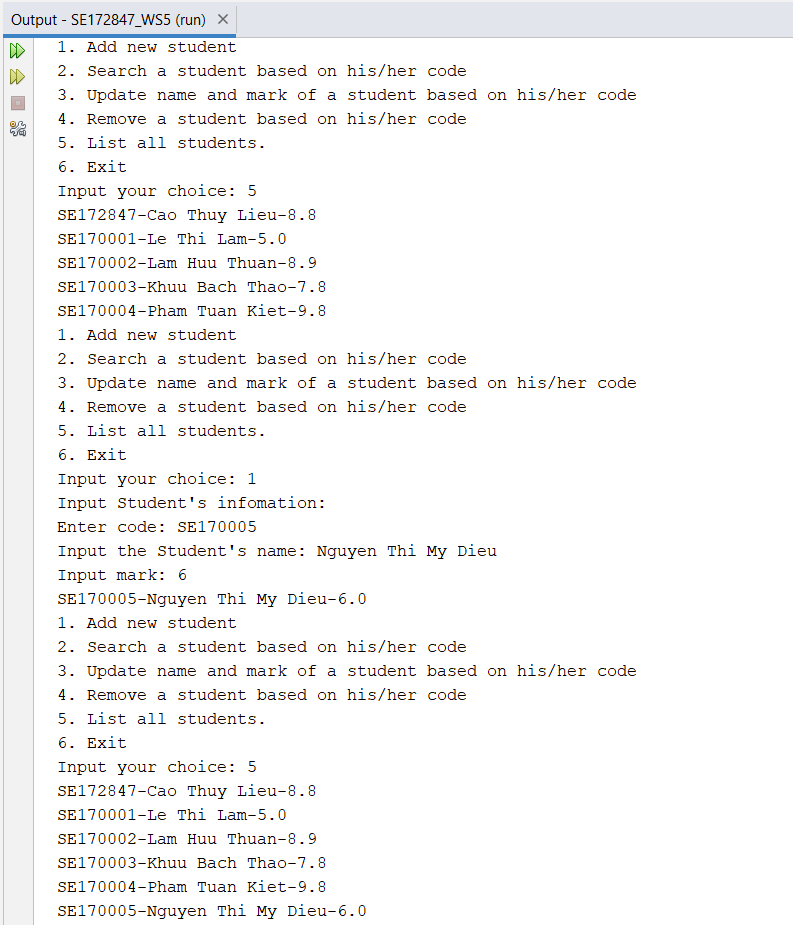 Output - SE172847_WS5 (run)
1. Add new student
2. Search a student based on his/her code
3. Update name and mark of a student based on his/her code
4. Remove a student based on his/her code
5. List all students.
6. Exit
Input your choice: 5
SE172847-Cao Thuy Lieu-8.8
SE170001-Le Thi Lam-5.0
SE170002-Lam Huu Thuan-8.9
SE170003-Khuu Bach Thao-7.8
SE170004-Pham Tuan Kiet-9.8
1. Add new student
2. Search a student based on his/her code
3. Update name and mark of a student based on his/her code
4. Remove a student based on his/her code
5. List all students.
6. Exit
Input your choice: 1
Input Student's infomation:
Enter code: SE170005
Input the Student's name: Nguyen Thi My Dieu
Input mark: 6
SE170005-Nguyen Thi My Dieu-6.0
1. Add new student
2. Search a student based on his/her code
3. Update name and mark of a student based on his/her code
4. Remove a student based on his/her code
5. List all students.
6. Exit
Input your choice: 5
SE172847-Cao Thuy Lieu-8.8
SE170001-Le Thi Lam-5.0
SE170002-Lam Huu Thuan-8.9
SE170003-Khuu Bach Thao-7.8
SE170004-Pham Tuan Kiet-9.8
SE170005-Nguyen Thi My Dieu-6.0